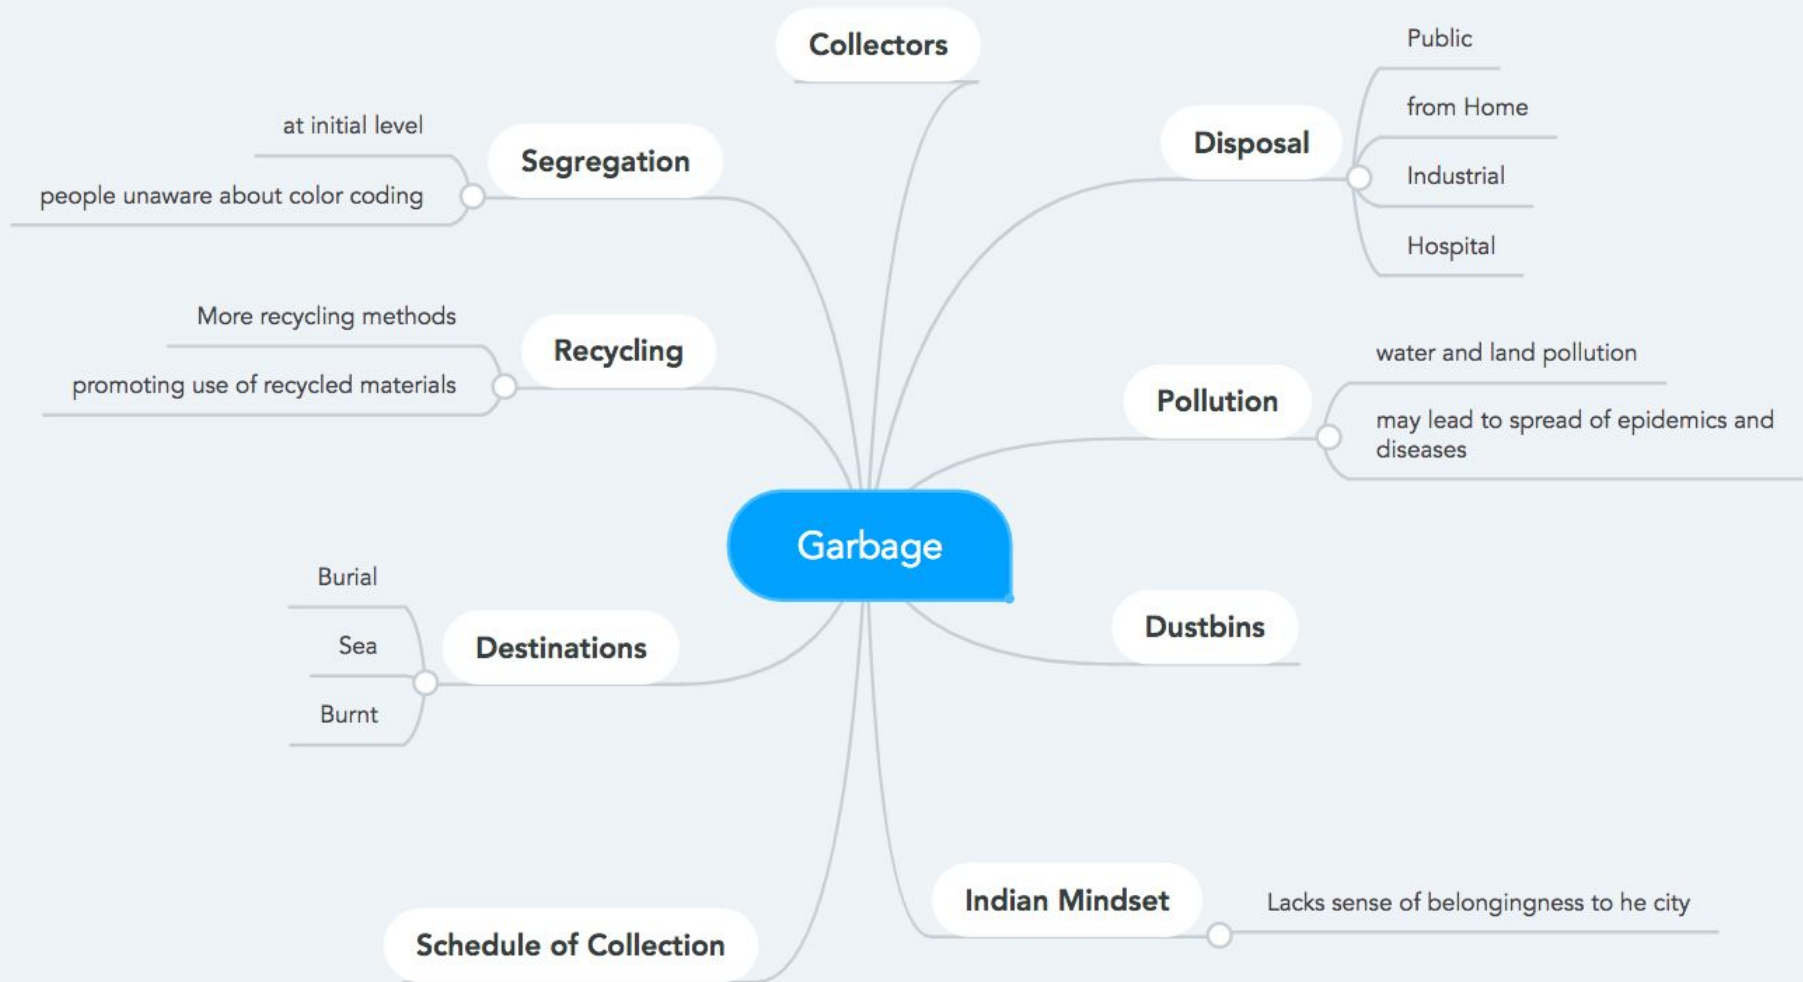 Collectors
Public
from Home
Disposal
Industrial
Hospital
at initial level
Segregation
people unaware about color coding
More recycling methods
Recycling
promoting use of recycled materials
water and land pollution
Pollution
may lead to spread of epidemics and
diseases
Garbage
Burial
Sea
Destinations
Burnt
Dustbins
Indian Mindset
Lacks sense of belongingness to he city
Schedule of Collection